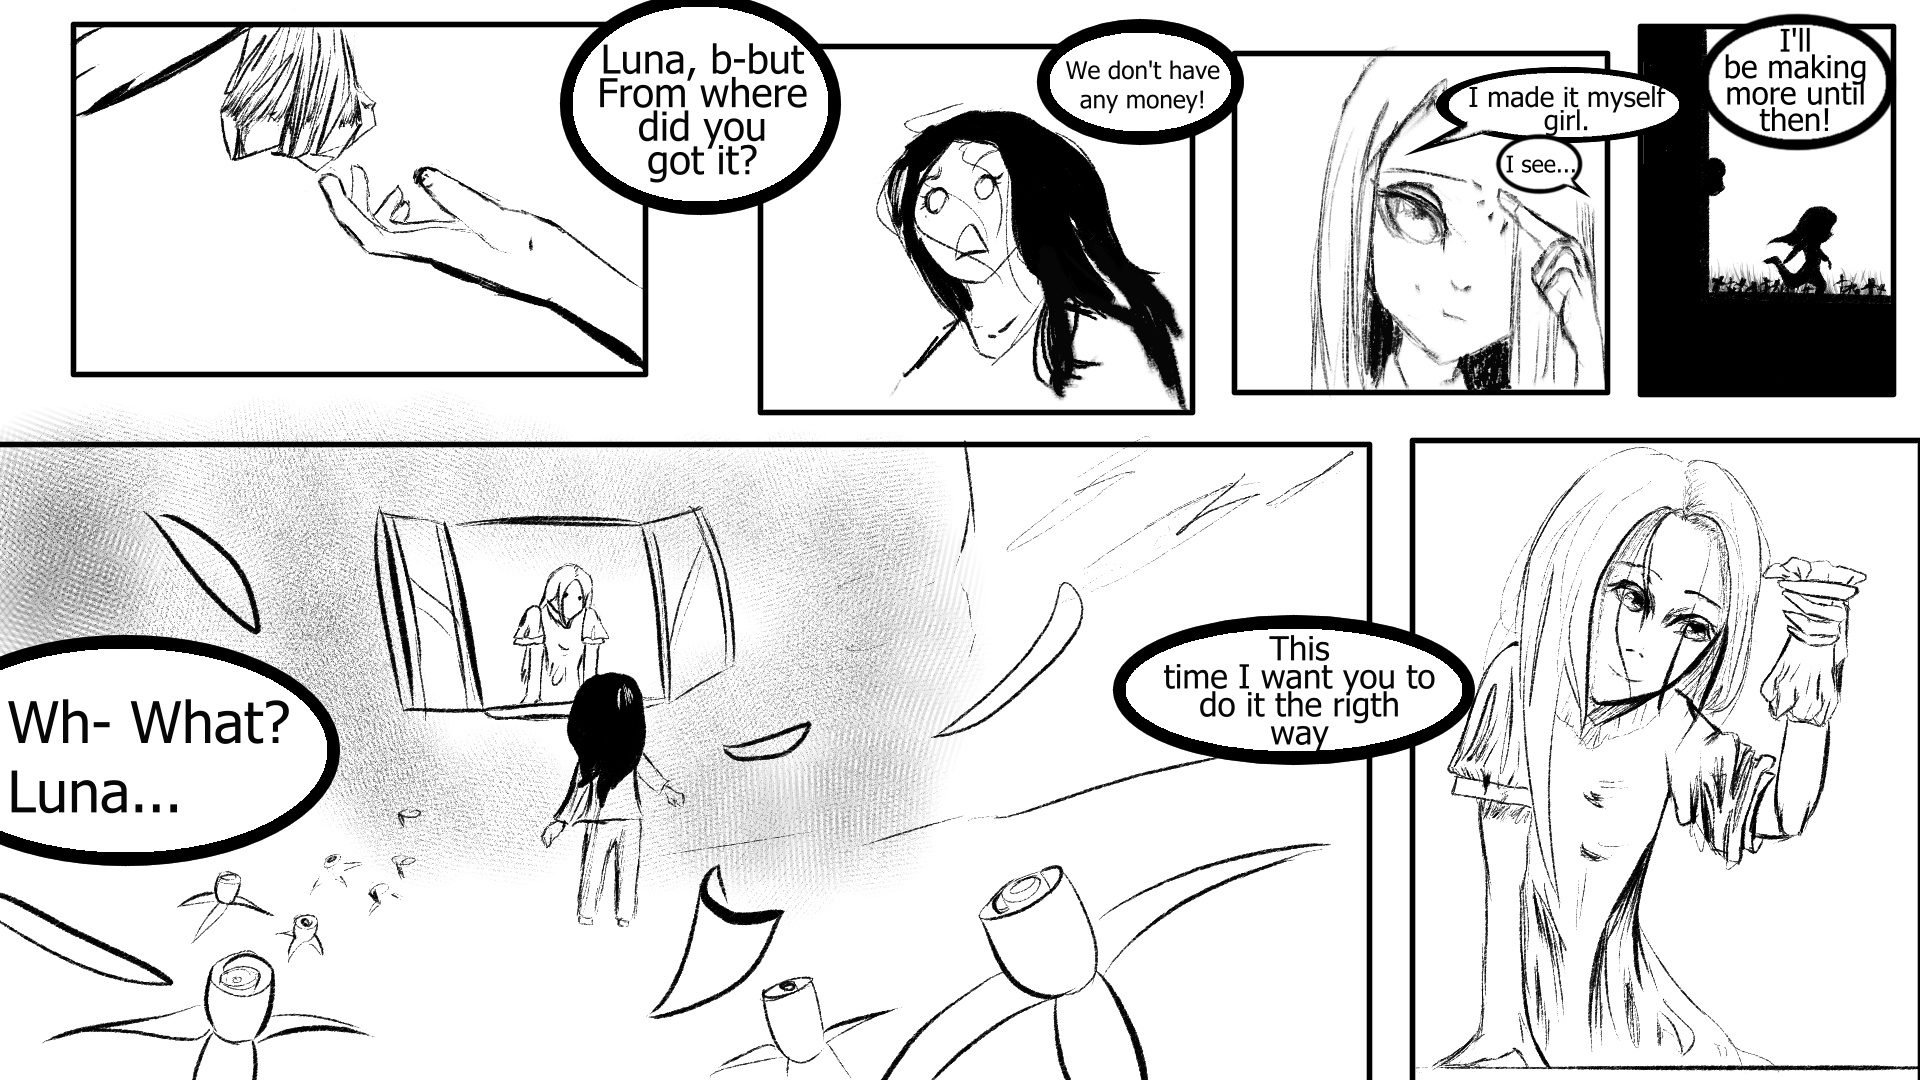 Luna, b-but
From where
did you
got it?
We don't have
any money!
I made it myself
girl.
I see...
I'll
be making
more until
then!
Wh- What?
Luna...
This
time I want you to
do it the rigth
way